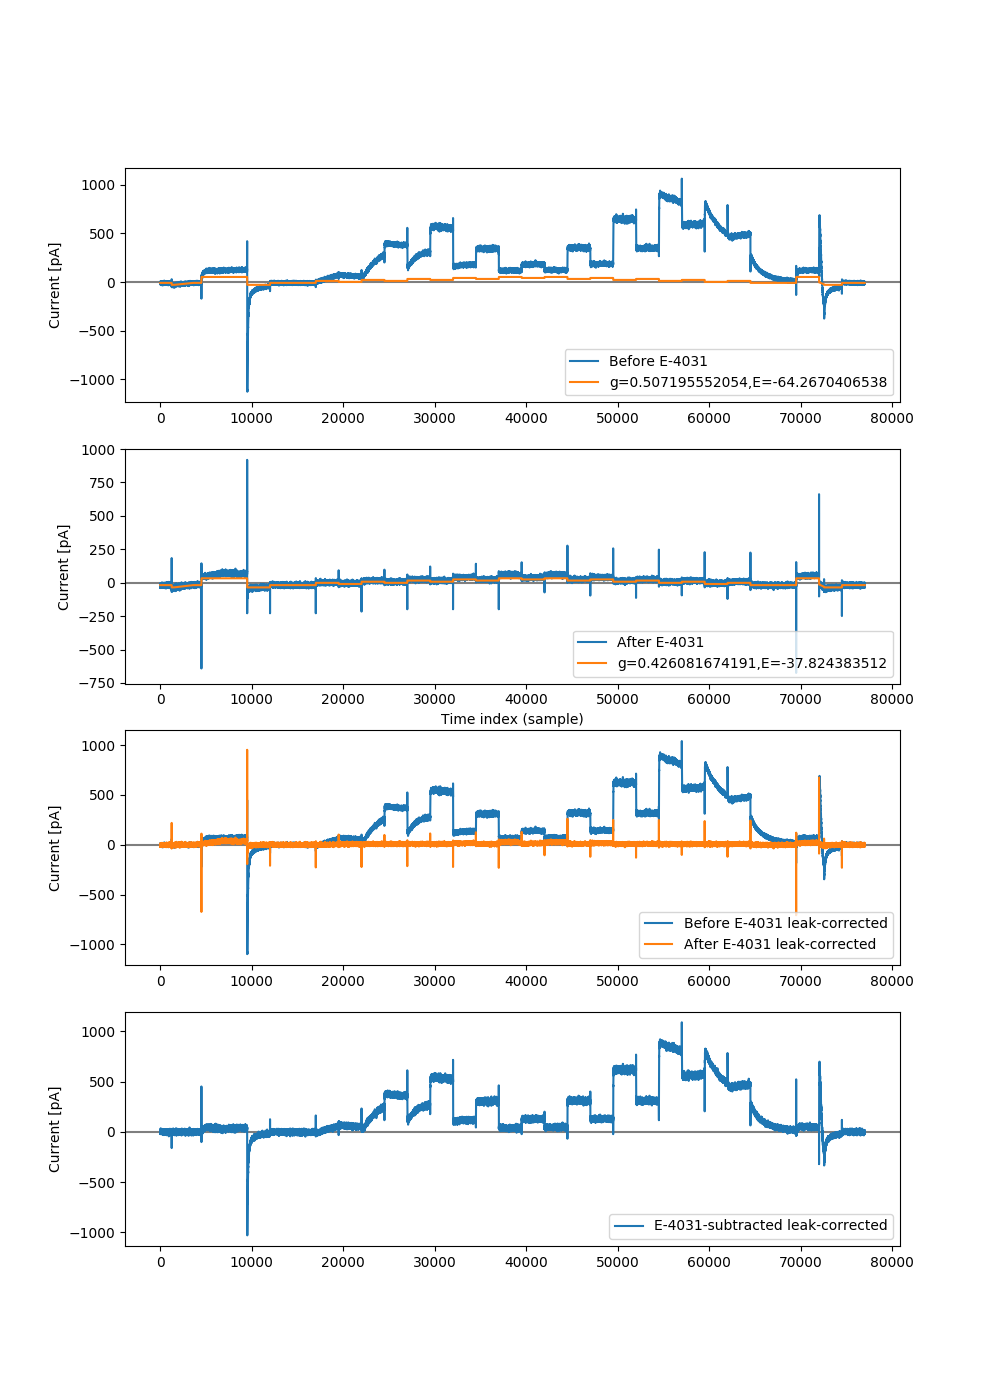 1000
500
0
−500
−1000
Current [pA]
Before E-4031
g=0.507195552054,E=-64.2670406538
0 10000 20000 30000 40000 50000 60000 70000 80000
1000
750
500
250
0
−250
−500
−750
Current [pA]
After E-4031
g=0.426081674191,E=-37.824383512
0 10000 20000 30000 40000 50000 60000 70000 80000
Time index (sample)
1000
500
0
−500
−1000
Current [pA]
Before E-4031 leak-corrected
After E-4031 leak-corrected
0 10000 20000 30000 40000 50000 60000 70000 80000
1000
500
0
−500
−1000
Current [pA]
E-4031-subtracted leak-corrected
0 10000 20000 30000 40000 50000 60000 70000 80000